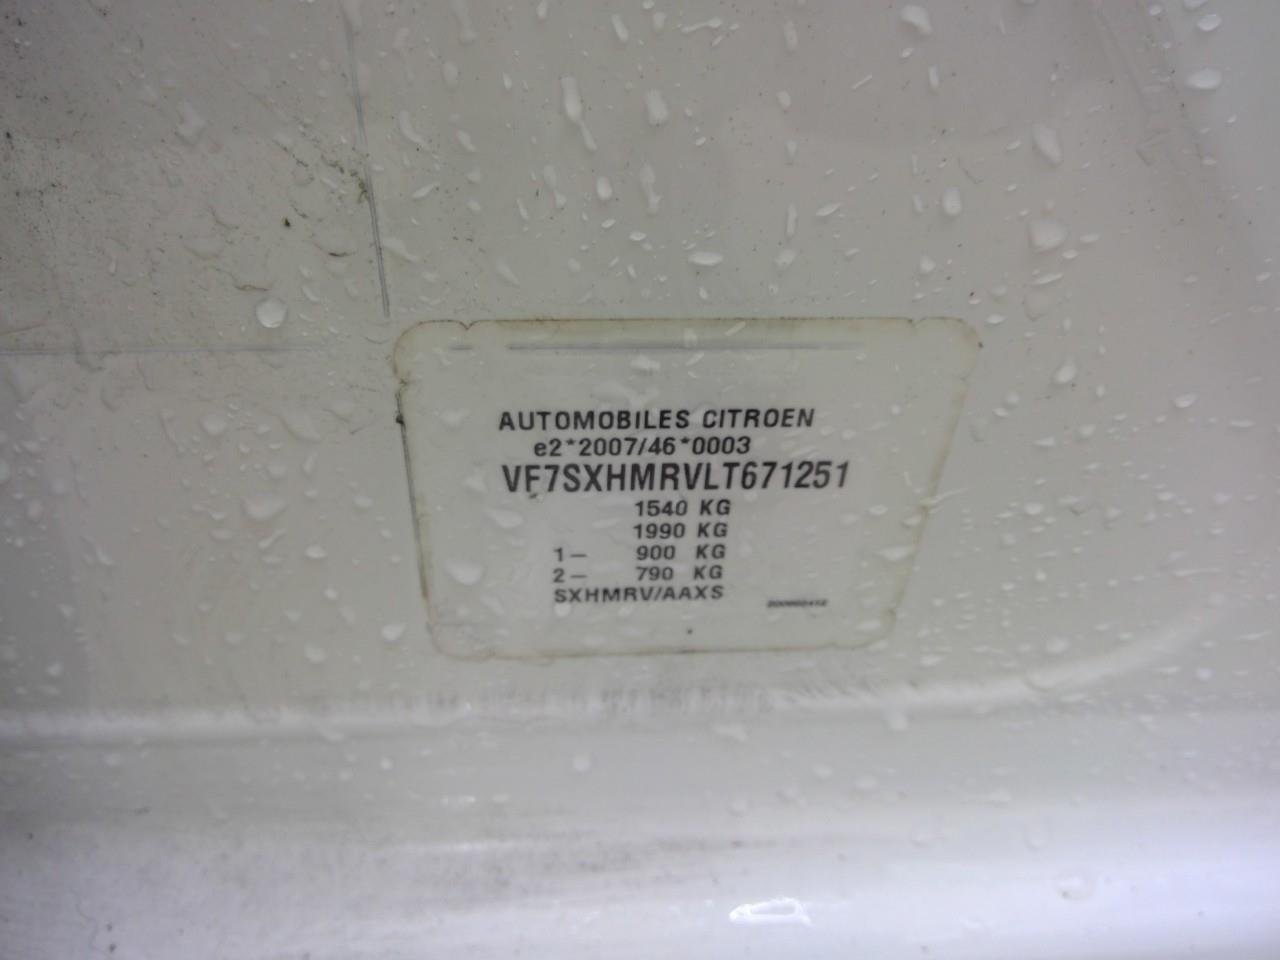 AUTOMOBILES CITROEN
e2*2007/46*0003
VF7SXHMRVLT671251
1540 KG
1990 KG
1- 900 KG
2- 790 KG
SXHMRV/AAXS